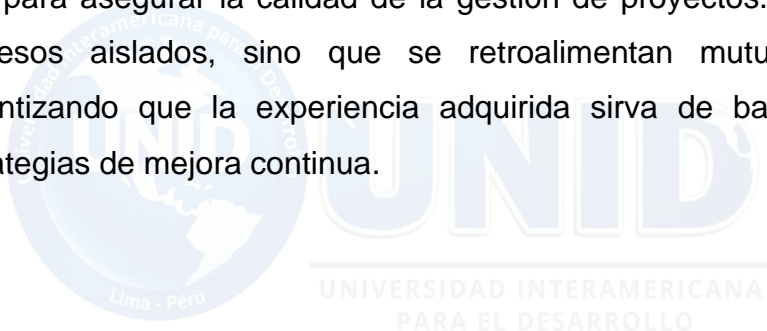 para asegurar la calidad de la gestión de proyectos.
esos aislados, sino que se retroalimentan mutu
ntizando que la experiencia adquirida sirva de ba
ategias de mejora continua.
Universidad Interamericana para el Desarrollo
UNID
UNID
Lima - Perú
UNIVERSIDAD INTERAMERICANA
PARA EL DESARROLLO